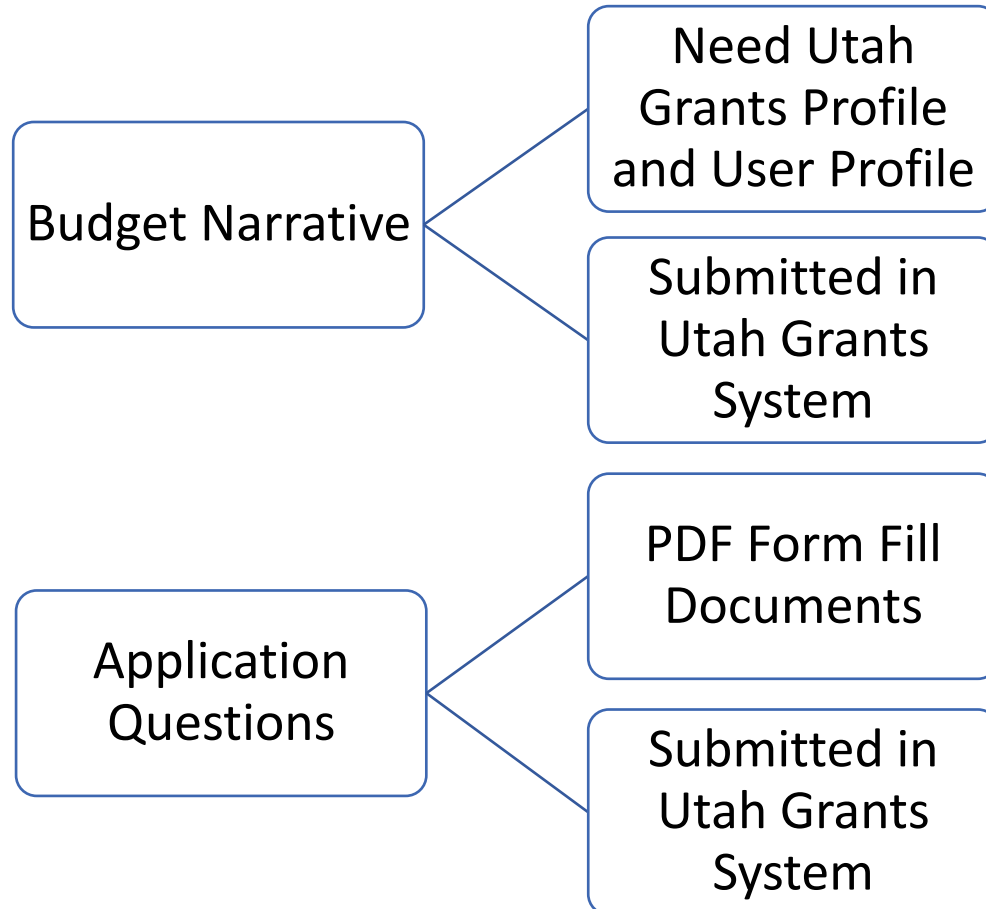 Budget Narrative
Need Utah
Grants Profile
and User Profile
Submitted in
Utah Grants
System
Application
Questions
PDF Form Fill
Documents
Submitted in
Utah Grants
System